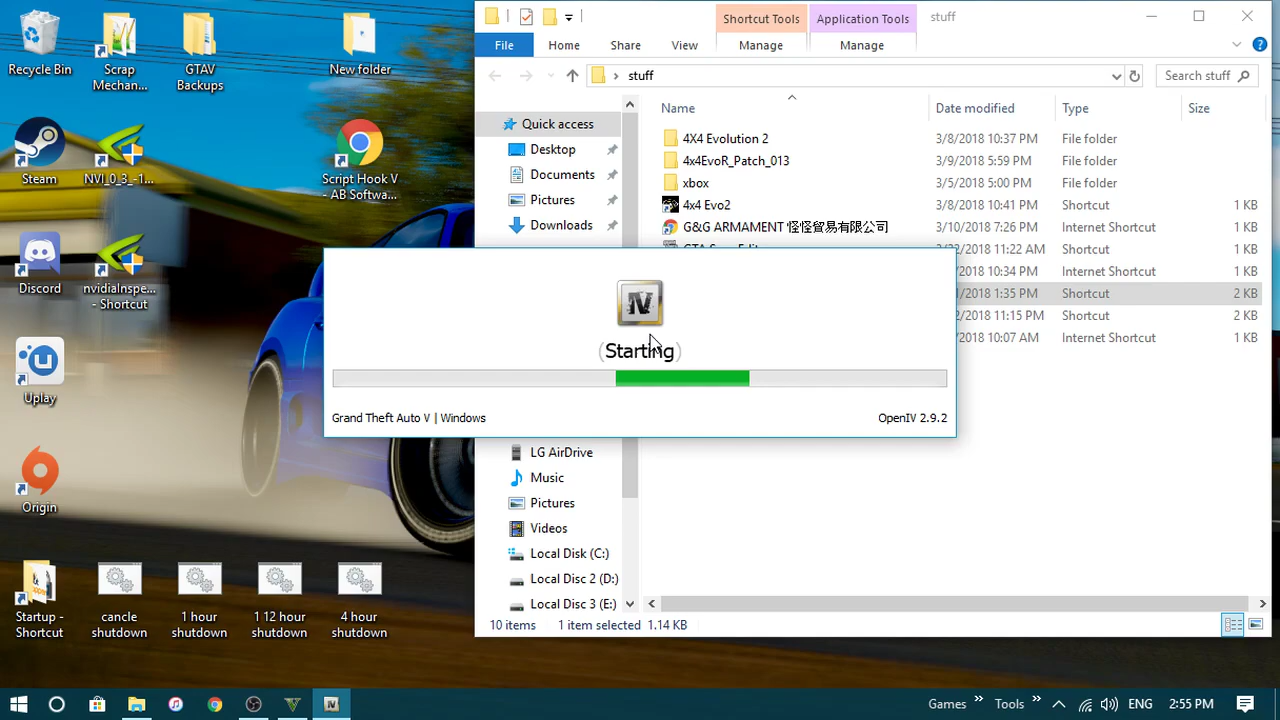 Recycle Bin
Scrap
Mechan...
GTAV
Backups
New folder
Steam
NVI_0_3_-1...
Script Hook V
- AB Softwa...
Discord
nvidiaInspe...
- Shortcut
Uplay
Origin
Startup -
Shortcut
cancle
shutdown
1 hour
shutdown
1 12 hour
shutdown
4 hour
shutdown
Shortcut Tools
Application Tools
stuff
File
Home
Share
View
Manage
Manage
stuff
Search stuff
Name
Date modified
Type
Size
Quick access
Desktop
Documents
Pictures
Downloads
4X4 Evolution 2 3/8/2018 10:37 PM File folder
4x4EvoR_Patch_013 3/9/2018 5:59 PM File folder
xbox 3/5/2018 5:00 PM File folder
4x4 Evo2 3/8/2018 10:41 PM Shortcut 1 KB
G&G ARMAMENT 怪怪貿易有限公司 3/10/2018 7:26 PM Internet Shortcut 1 KB
/2018 11:22 AM Shortcut 1 KB
/2018 10:34 PM Internet Shortcut 1 KB
/2018 1:35 PM Shortcut 2 KB
/2018 11:15 PM Shortcut 2 KB
/2018 10:07 AM Internet Shortcut 1 KB
IV
(Starting)
Grand Theft Auto V | Windows
OpenIV 2.9.2
LG AirDrive
Music
Pictures
Videos
Local Disk (C:)
Local Disc 2 (D:)
Local Disc 3 (E:)
10 items 1 item selected 1.14 KB
Games
Tools
ENG
2:55 PM